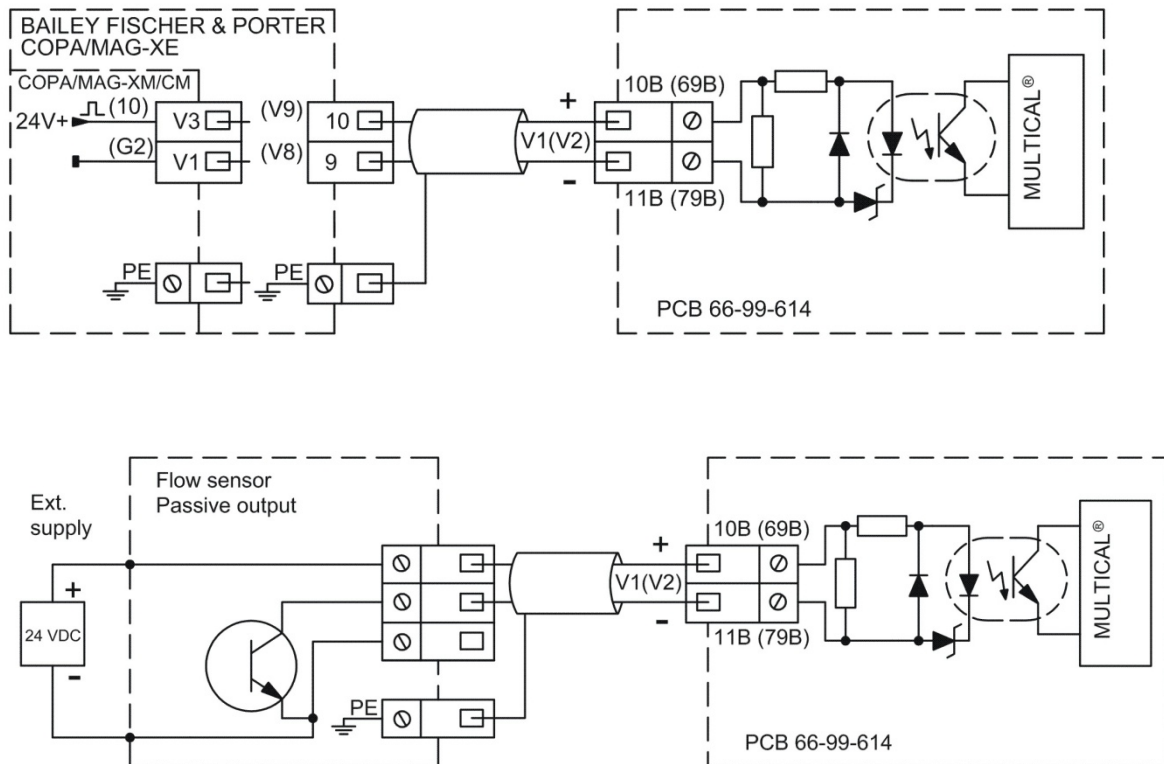 BAILEY FISCHER & PORTER
COPA/MAG-XE
COPA/MAG-XM/CM
24V+
(10)
V3
(V9)
10
(G2)
V1
(V8)
9
PE
PE
+
V1(V2)
-
10B (69B)
11B (79B)
MULTICAL®
PCB 66-99-614
Ext.
supply
Flow sensor
Passive output
+
24 VDC
-
PE
+
V1(V2)
-
10B (69B)
11B (79B)
MULTICAL®
PCB 66-99-614